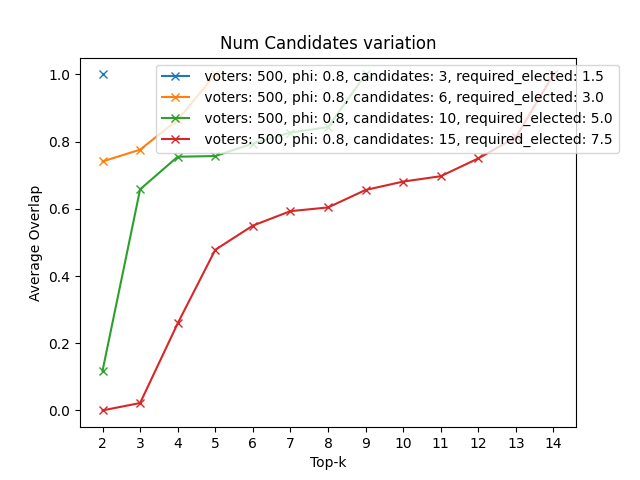 Num Candidates variation
voters: 500, phi: 0.8, candidates: 3, required_elected: 1.5
voters: 500, phi: 0.8, candidates: 6, required_elected: 3.0
voters: 500, phi: 0.8, candidates: 10, required_elected: 5.0
voters: 500, phi: 0.8, candidates: 15, required_elected: 7.5
Average Overlap
1.0
0.8
0.6
0.4
0.2
0.0
2 3 4 5 6 7 8 9 10 11 12 13 14
Top-k